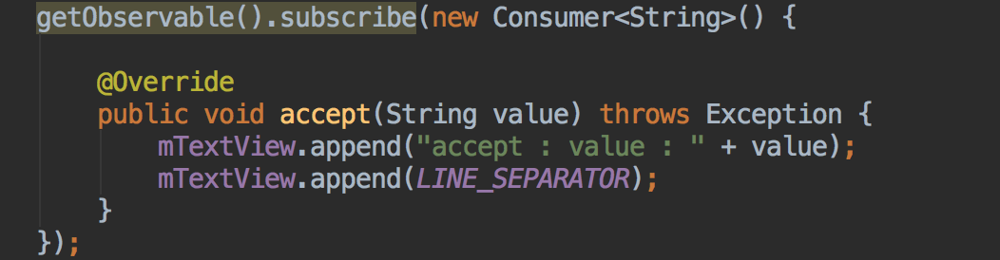 getObservable().subscribe(new Consumer<String>() {
@Override
public void accept(String value) throws Exception {
mTextView.append("accept : value : " + value);
mTextView.append(LINE_SEPARATOR);
}
});